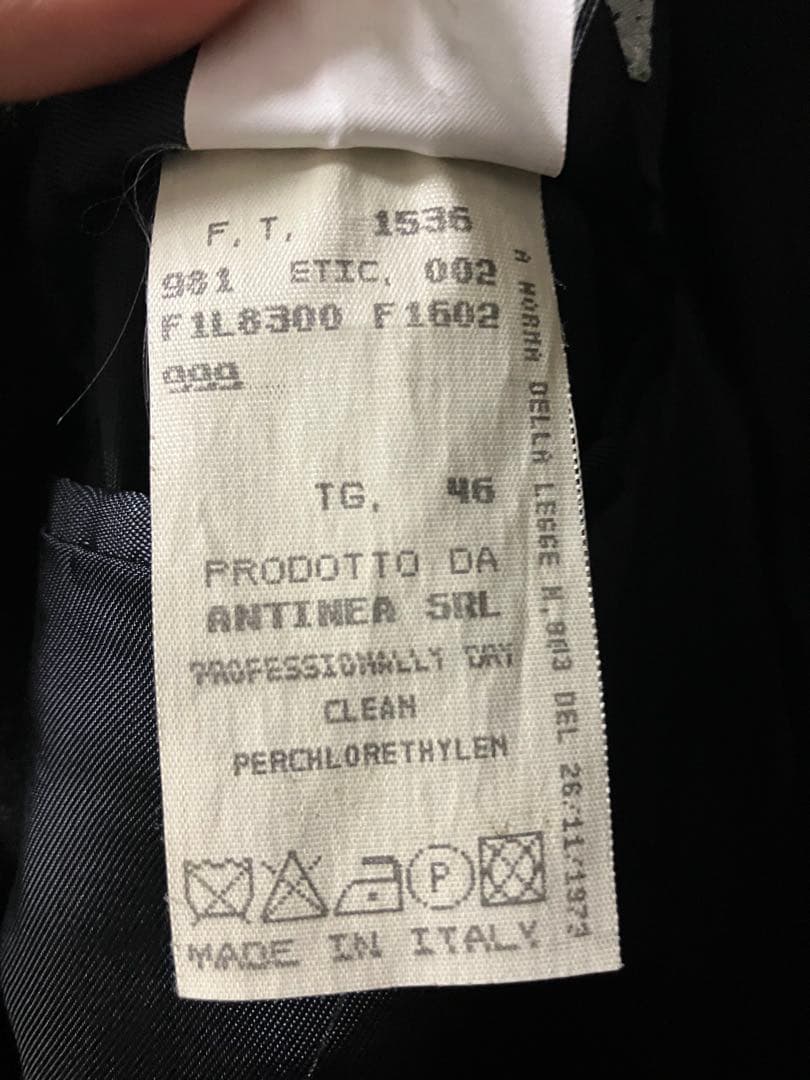 F. T. 1536
981 ETIC. 002
F1L8300 F1602
ggg
TG. 46
PRODOTTO DA
ANTINEA SRL
PROFESSIONALLY DRY
CLEAN
PERCHLORETHYLEN
P
MADE IN ITALY
A NORMA DELLA LEGGE N.883 DEL 26/11/1973